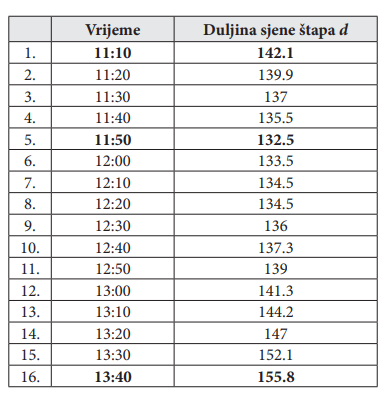 Vrijeme Duljina sjene štapa d
1. 11:10 142.1
2. 11:20 139.9
3. 11:30 137
4. 11:40 135.5
5. 11:50 132.5
6. 12:00 133.5
7. 12:10 134.5
8. 12:20 134.5
9. 12:30 136
10. 12:40 137.3
11. 12:50 139
12. 13:00 141.3
13. 13:10 144.2
14. 13:20 147
15. 13:30 152.1
16. 13:40 155.8